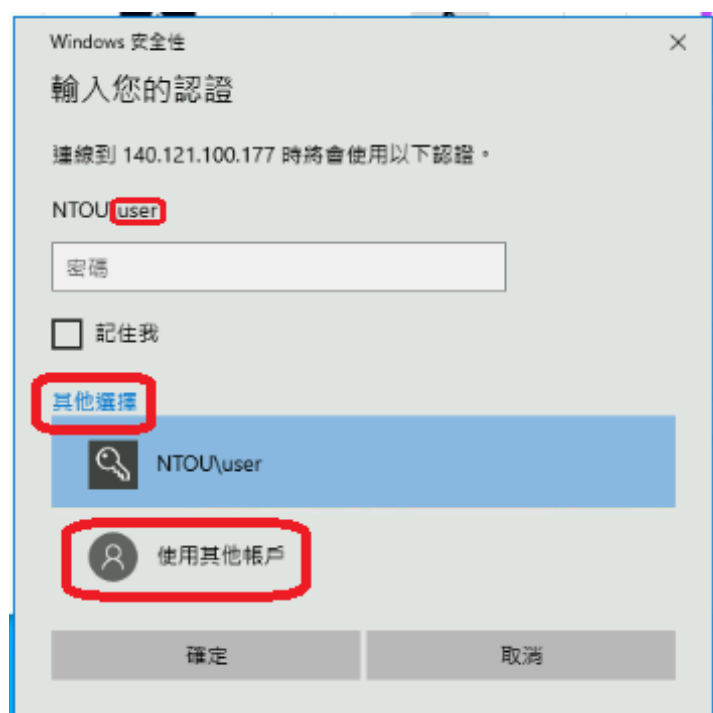 Windows 安全性
輸入您的認證
連線到 140.121.100.177 時將會使用以下認證。
NTOU\user
密碼
記住我
其他選擇
NTOU\user
使用其他帳戶
確定
取消